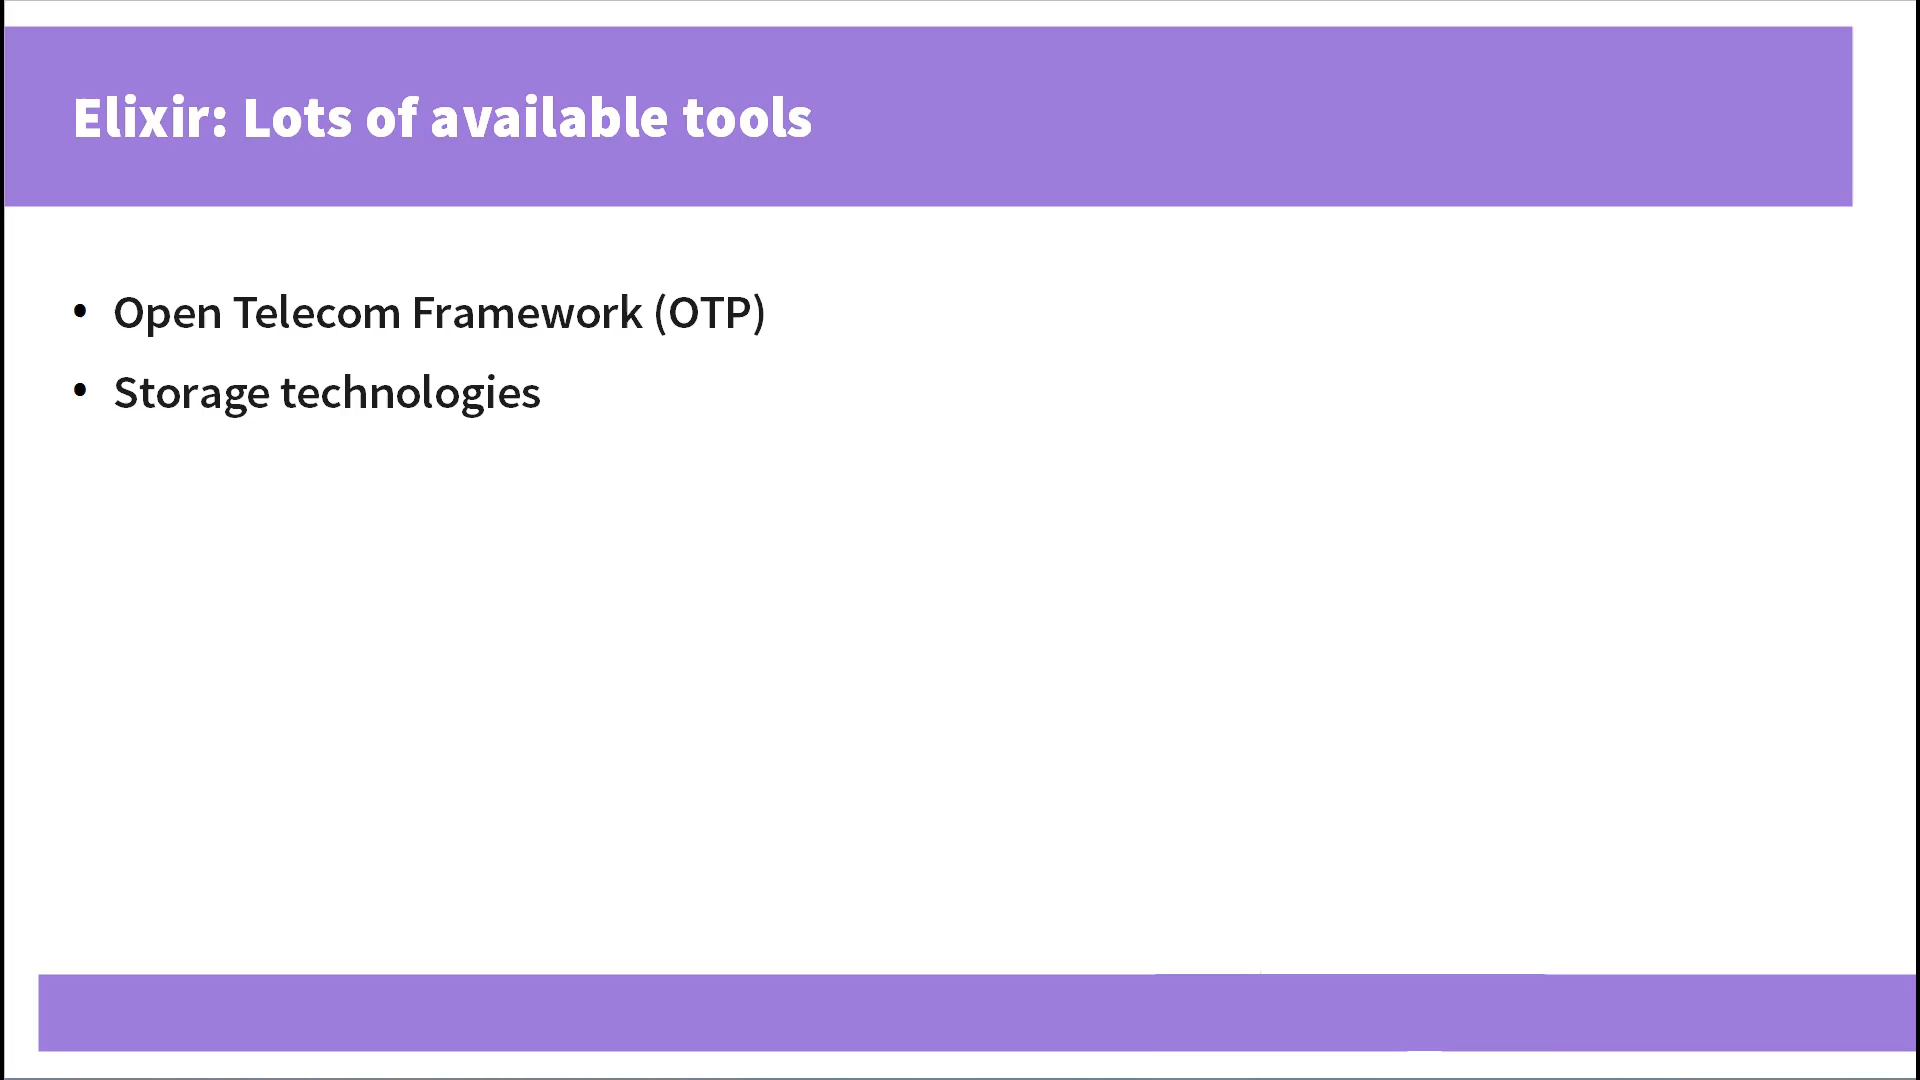 Elixir: Lots of available tools
• Open Telecom Framework (OTP)
• Storage technologies